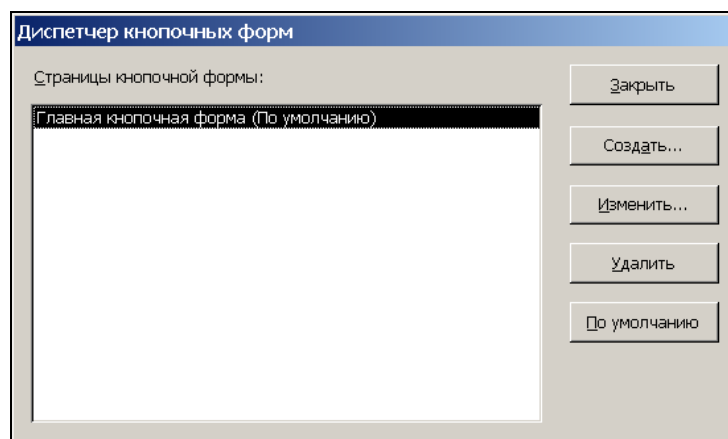 Диспетчер кнопочных форм
Страницы кнопочной формы:
Главная кнопочная форма (По умолчанию)
Закрыть
Создать...
Изменить...
Удалить
По умолчанию